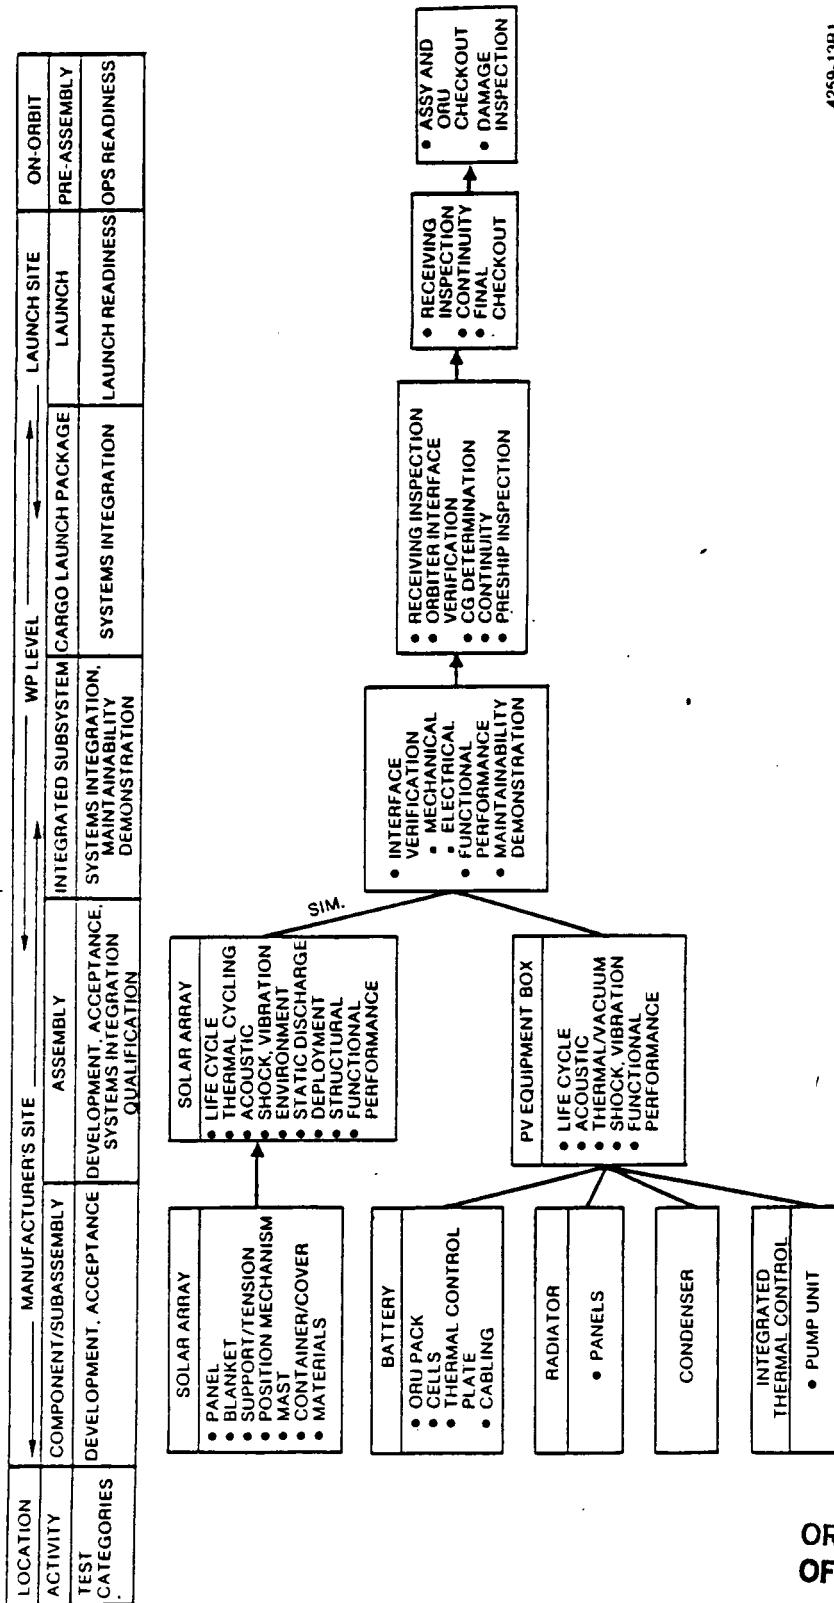 LOCATION
MANUFACTURER'S SITE
WP LEVEL
LAUNCH SITE
ON-ORBIT
ACTIVITY
COMPONENT/SUBASSEMBLY
ASSEMBLY
INTEGRATED SUBSYSTEM
CARGO LAUNCH PACKAGE
LAUNCH
PRE-ASSEMBLY
TEST
CATEGORIES
DEVELOPMENT, ACCEPTANCE
DEVELOPMENT, ACCEPTANCE,
SYSTEMS INTEGRATION
QUALIFICATION
SYSTEMS INTEGRATION,
MAINTAINABILITY
DEMONSTRATION
SYSTEMS INTEGRATION
LAUNCH READINESS
OPS READINESS
SOLAR ARRAY
• PANEL
• BLANKET
• SUPPORT/TENSION
• POSITION MECHANISM
• MAST
• CONTAINER/COVER
• MATERIALS
BATTERY
• ORU PACK
• CELLS
• THERMAL CONTROL
PLATE
• CABLING
RADIATOR
• PANELS
CONDENSER
INTEGRATED
THERMAL CONTROL
• PUMP UNIT
SOLAR ARRAY
• LIFE CYCLE
• THERMAL CYCLING
• ACOUSTIC
• SHOCK, VIBRATION
• ENVIRONMENT
• STATIC DISCHARGE
• DEPLOYMENT
• STRUCTURAL
• FUNCTIONAL
PERFORMANCE
PV EQUIPMENT BOX
• LIFE CYCLE
• ACOUSTIC
• THERMAL/VACUUM
• SHOCK, VIBRATION
• FUNCTIONAL
PERFORMANCE
SIM.
• INTERFACE
VERIFICATION
• MECHANICAL
• ELECTRICAL
• FUNCTIONAL
PERFORMANCE
• MAINTAINABILITY
DEMONSTRATION
• RECEIVING INSPECTION
• ORBITER INTERFACE
VERIFICATION
• CG DETERMINATION
• CONTINUITY
• PRESHIP INSPECTION
• RECEIVING
INSPECTION
• CONTINUITY
• FINAL
CHECKOUT
• ASSY AND
ORU
CHECKOUT
• DAMAGE
INSPECTION
OR
OF